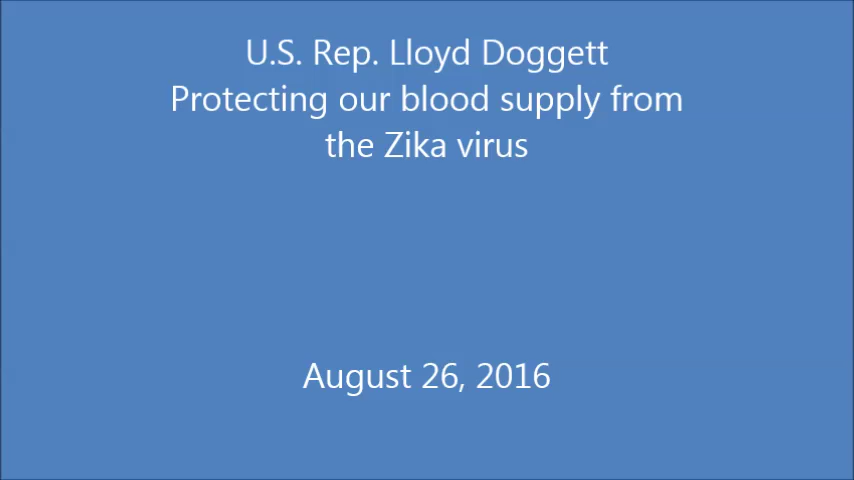 U.S. Rep. Lloyd Doggett
Protecting our blood supply from
the Zika virus
August 26, 2016